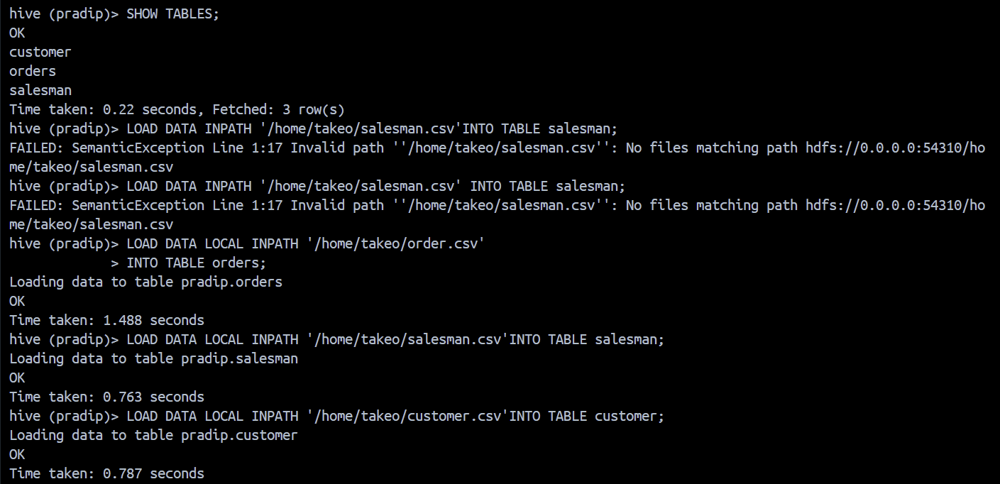 hive (pradip)> SHOW TABLES;
OK
customer
orders
salesman
Time taken: 0.22 seconds, Fetched: 3 row(s)
hive (pradip)> LOAD DATA INPATH '/home/takeo/salesman.csv'INTO TABLE salesman;
FAILED: SemanticException Line 1:17 Invalid path ''/home/takeo/salesman.csv'': No files matching path hdfs://0.0.0.0:54310/ho
me/takeo/salesman.csv
hive (pradip)> LOAD DATA INPATH '/home/takeo/salesman.csv' INTO TABLE salesman;
FAILED: SemanticException Line 1:17 Invalid path ''/home/takeo/salesman.csv'': No files matching path hdfs://0.0.0.0:54310/ho
me/takeo/salesman.csv
hive (pradip)> LOAD DATA LOCAL INPATH '/home/takeo/order.csv'
             > INTO TABLE orders;
Loading data to table pradip.orders
OK
Time taken: 1.488 seconds
hive (pradip)> LOAD DATA LOCAL INPATH '/home/takeo/salesman.csv'INTO TABLE salesman;
Loading data to table pradip.salesman
OK
Time taken: 0.763 seconds
hive (pradip)> LOAD DATA LOCAL INPATH '/home/takeo/customer.csv'INTO TABLE customer;
Loading data to table pradip.customer
OK
Time taken: 0.787 seconds